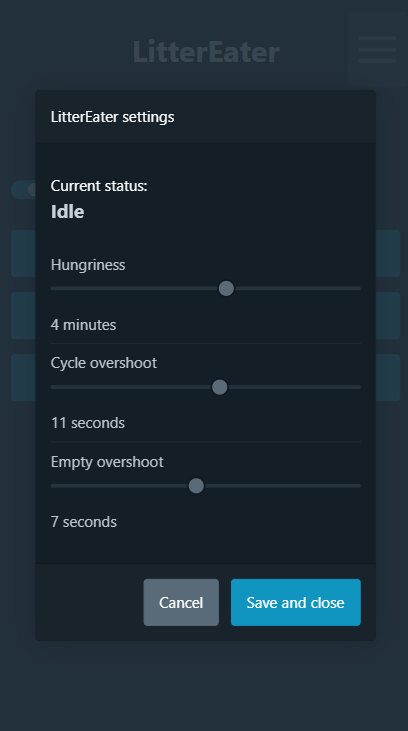 LitterEater
LitterEater settings
Current status:
Idle
Hungriness
4 minutes
Cycle overshoot
11 seconds
Empty overshoot
7 seconds
Cancel
Save and close